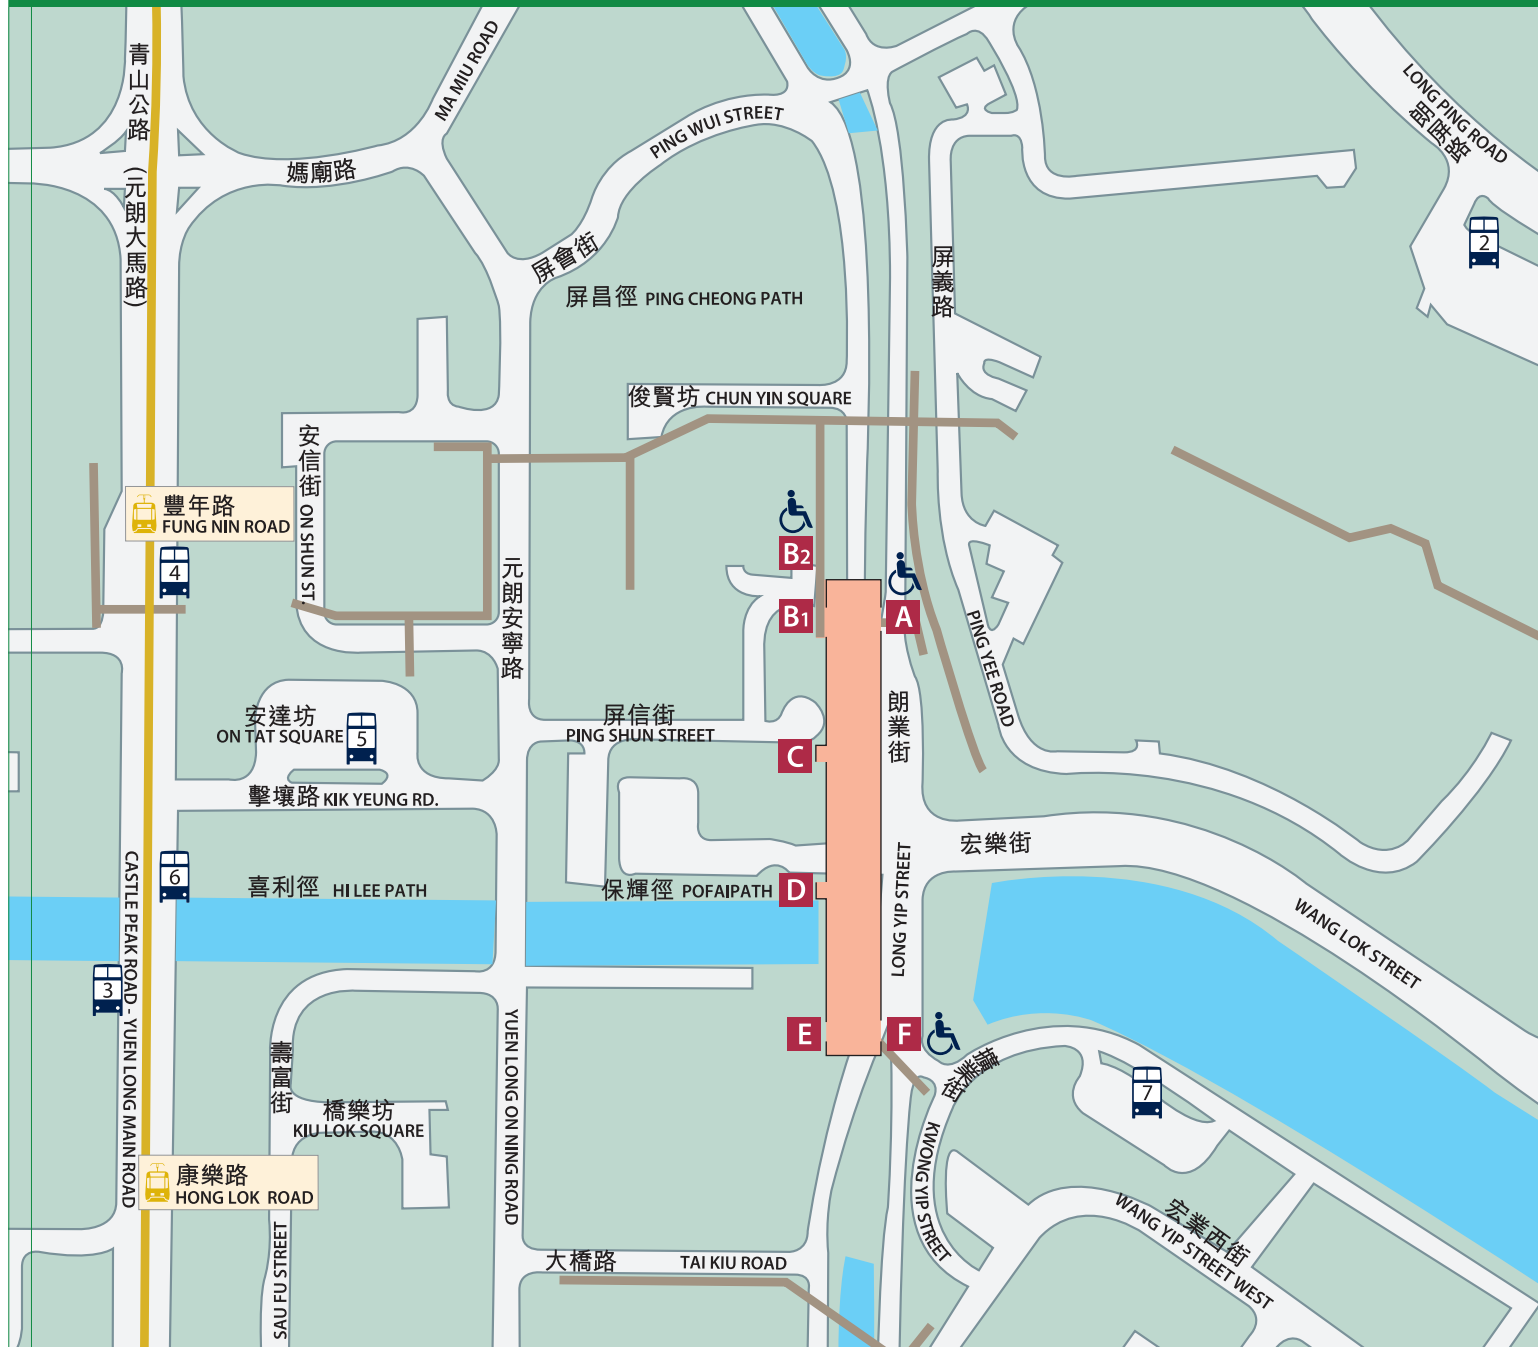 青山公路 (元朗大馬路)
MA MIU ROAD
媽廟路
PING WUI STREET
屏會街
屏昌徑 PING CHEONG PATH
LONG PING ROAD
朗屏路
2
屏義路
俊賢坊 CHUN YIN SQUARE
安信街 ON SHUN ST.
豐年路
FUNG NIN ROAD
4
元朗安寧路
B2
B1
A
PING YEE ROAD
安達坊
ON TAT SQUARE
5
屏信街
PING SHUN STREET
朗業街
C
擊壤路 KIK YEUNG RD.
宏樂街
CASTLE PEAK ROAD - YUEN LONG MAIN ROAD
6
喜利徑 HI LEE PATH
保輝徑 POFAIPATH
D
LONG YIP STREET
WANG LOK STREET
3
YUEN LONG ON NING ROAD
E
F
壽富街
擴業街
7
橋樂坊
KIU LOK SQUARE
KWONG YIP STREET
康樂路
HONG LOK ROAD
SAU FU STREET
宏業西街
WANG YIP STREET WEST
大橋路 TAI KIU ROAD